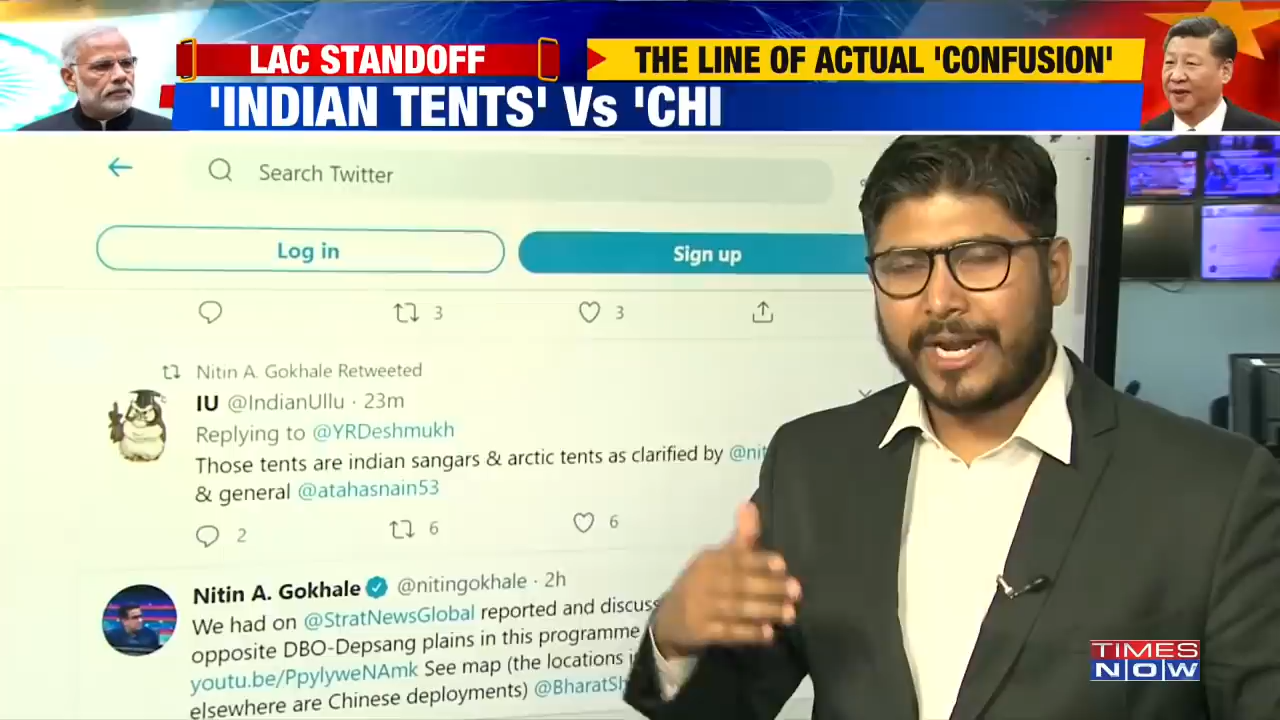 LAC STANDOFF
THE LINE OF ACTUAL 'CONFUSION'
'INDIAN TENTS' Vs 'CHI
Search Twitter
Log in
Sign up
3
3
Nitin A. Gokhale Retweeted
IU @IndianUllu · 23m
Replying to @YRDeshmukh
Those tents are indian sangars & arctic tents as clarified by @nit
& general @atahasnain53
2
6
6
Nitin A. Gokhale @nitingokhale · 2h
We had on @StratNewsGlobal reported and discuss
opposite DBO-Depsang plains in this programme
youtu.be/PpylyweNAmk See map (the locations i
elsewhere are Chinese deployments) @BharatSh
TIMES
NOW